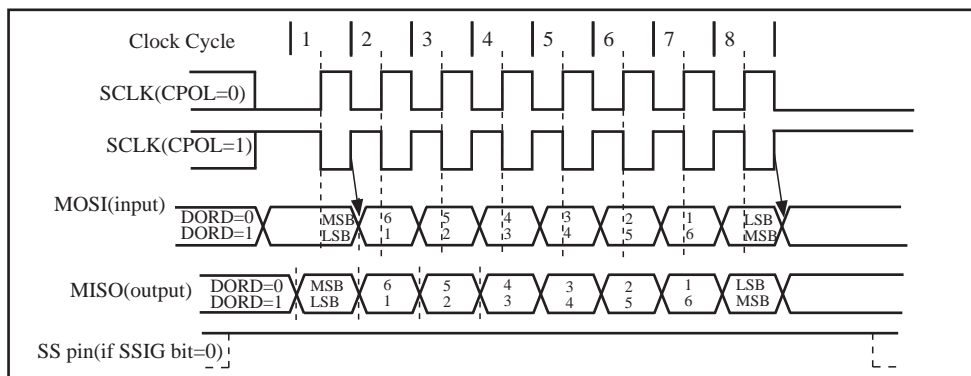 Clock Cycle 1 2 3 4 5 6 7 8
SCLK(CPOL=0)
SCLK(CPOL=1)
MOSI(input)
DORD=0 MSB 6 5 4 3 2 1 LSB
DORD=1 LSB 1 2 3 4 5 6 MSB
MISO(output)
DORD=0 MSB 6 5 4 3 2 1 LSB
DORD=1 LSB 1 2 3 4 5 6 MSB
SS pin(if SSIG bit=0)